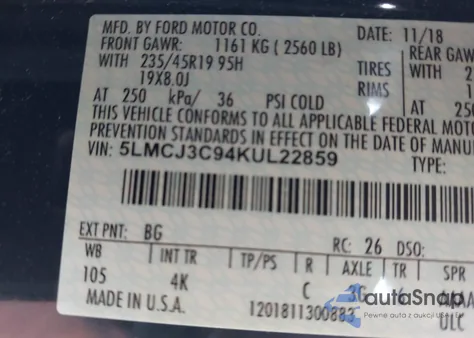 MFD. BY FORD MOTOR CO.
DATE: 11/18
FRONT GAWR: 1161 KG ( 2560 LB)
REAR GAWR
WITH 235/45R19 95H TIRES
19X8.0J RIMS
AT 250 kPa/ 36 PSI COLD
THIS VEHICLE CONFORMS TO ALL APPLICABLE FEDERAL MOTOR
PREVENTION STANDARDS IN EFFECT ON THE DATE OF MANU
VIN: 5LMCJ3C94KUL22859
TYPE:
EXT PNT: BG
RC: 26 DSO:
WB INT TR TP/PS R AXLE TR SPR
105 4K C
MADE IN U.S.A.
1201811300883
ULC
autoSnap
Pewne auta z aukcji USA i EU